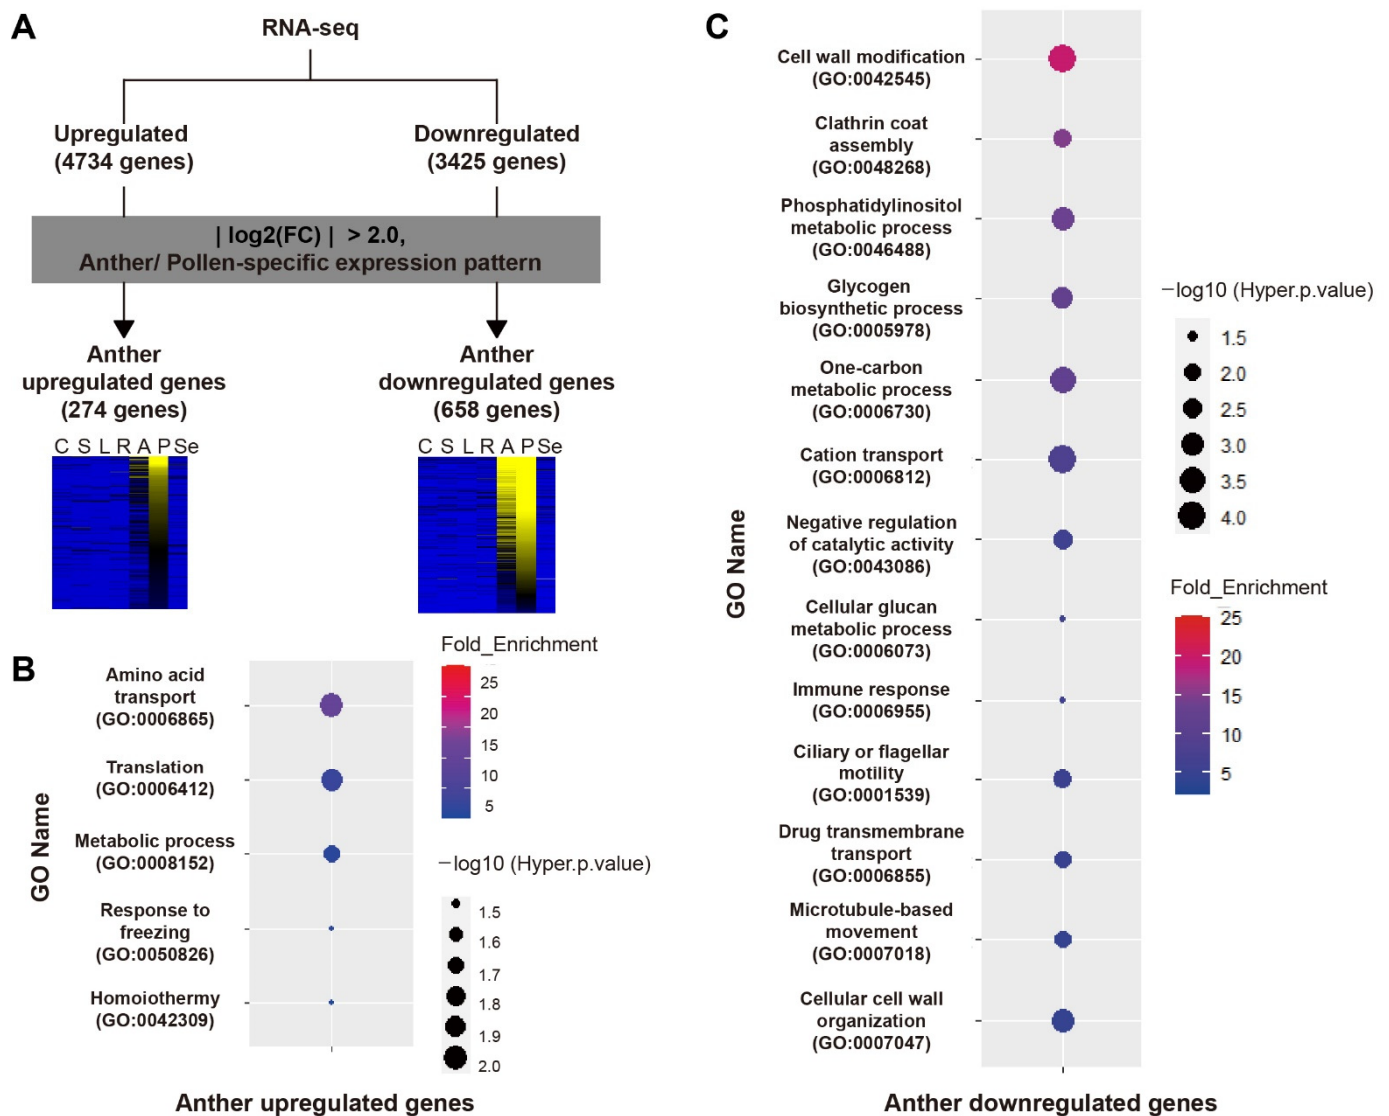 A
RNA-seq
Upregulated
(4734 genes)
Downregulated
(3425 genes)
| log2(FC) | > 2.0,
Anther/ Pollen-specific expression pattern
Anther
upregulated genes
(274 genes)
Anther
downregulated genes
(658 genes)
C S L R A P Se
C S L R A P Se
B
GO Name
Amino acid
transport
(GO:0006865)
Translation
(GO:0006412)
Metabolic process
(GO:0008152)
Response to
freezing
(GO:0050826)
Homoiothermy
(GO:0042309)
Fold_Enrichment
25
20
15
10
5
−log10 (Hyper.p.value)
1.5
1.6
1.7
1.8
1.9
2.0
Anther upregulated genes
C
GO Name
Cell wall modification
(GO:0042545)
Clathrin coat
assembly
(GO:0048268)
Phosphatidylinositol
metabolic process
(GO:0046488)
Glycogen
biosynthetic process
(GO:0005978)
One-carbon
metabolic process
(GO:0006730)
Cation transport
(GO:0006812)
Negative regulation
of catalytic activity
(GO:0043086)
Cellular glucan
metabolic process
(GO:0006073)
Immune response
(GO:0006955)
Ciliary or flagellar
motility
(GO:0001539)
Drug transmembrane
transport
(GO:0006855)
Microtubule-based
movement
(GO:0007018)
Cellular cell wall
organization
(GO:0007047)
−log10 (Hyper.p.value)
1.5
2.0
2.5
3.0
3.5
4.0
Fold_Enrichment
25
20
15
10
5
Anther downregulated genes